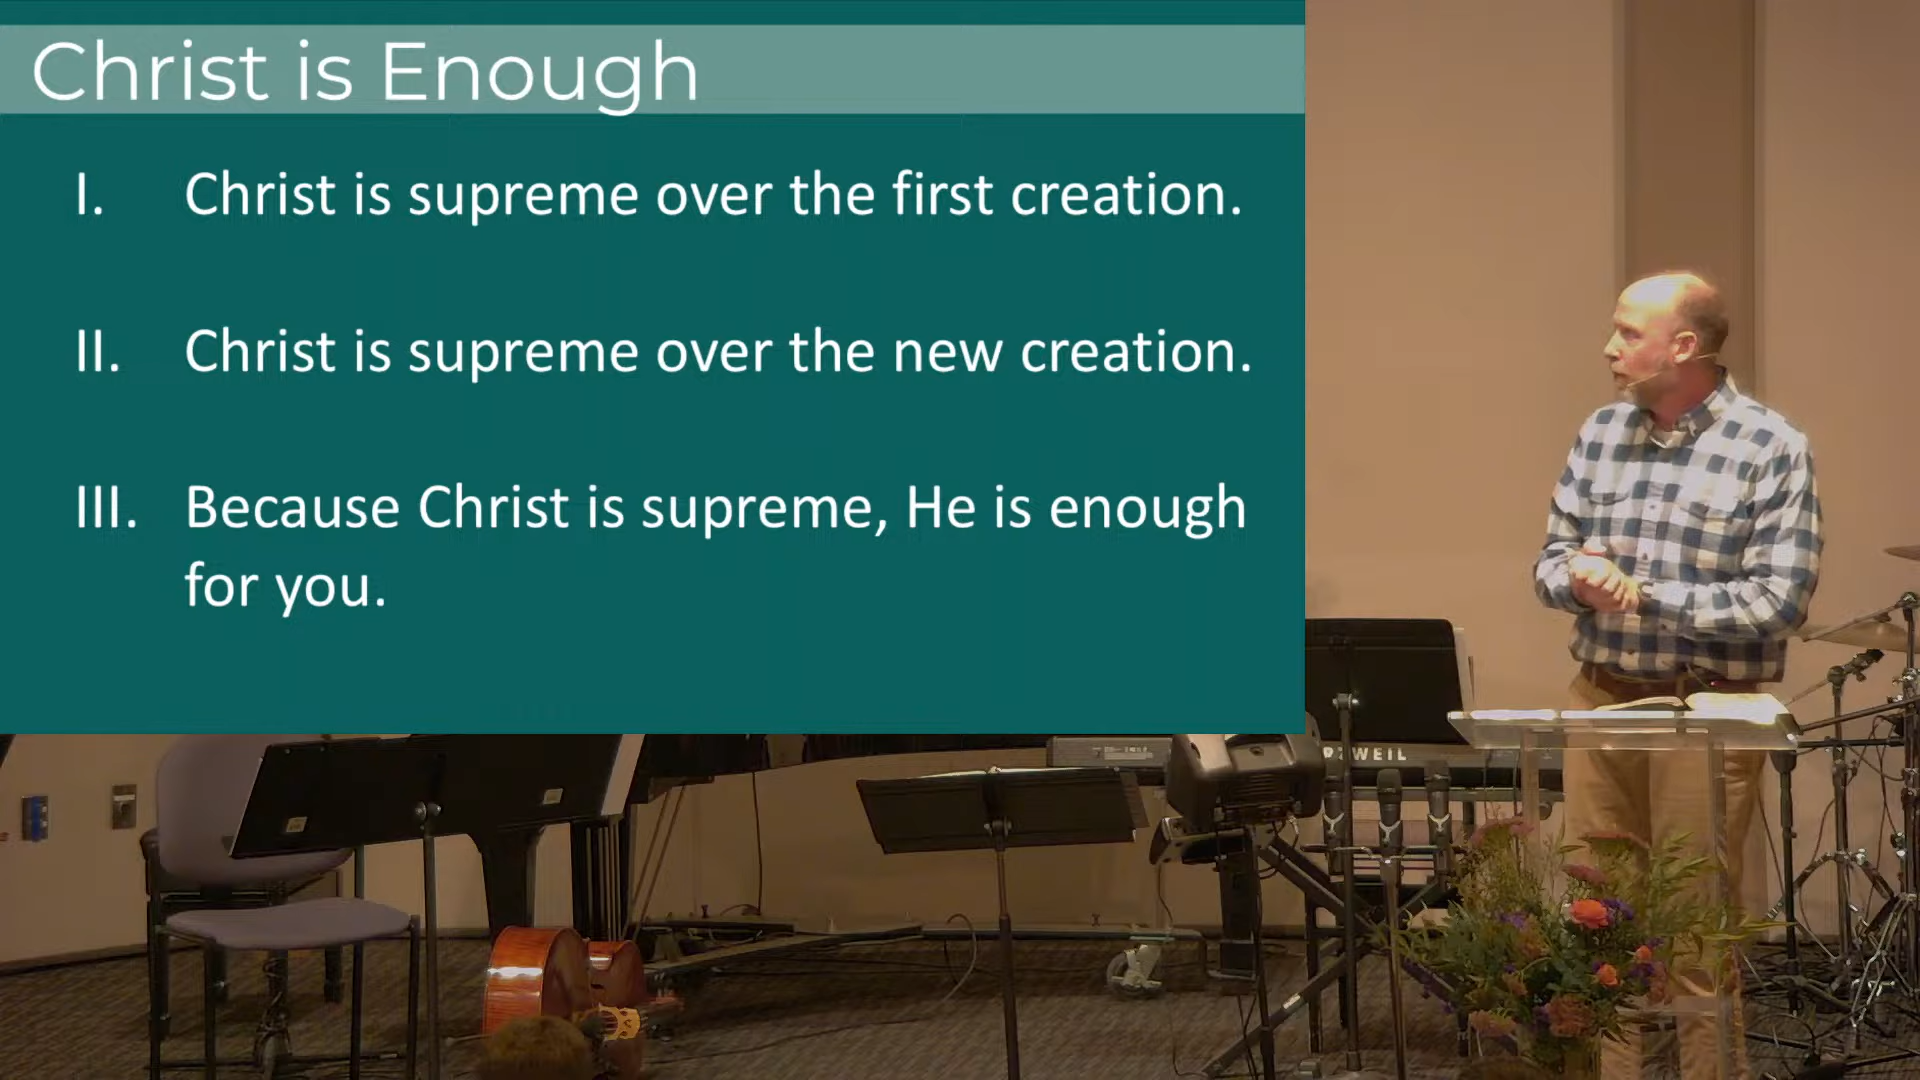 Christ is Enough
I. Christ is supreme over the first creation.
II. Christ is supreme over the new creation.
III. Because Christ is supreme, He is enough
for you.